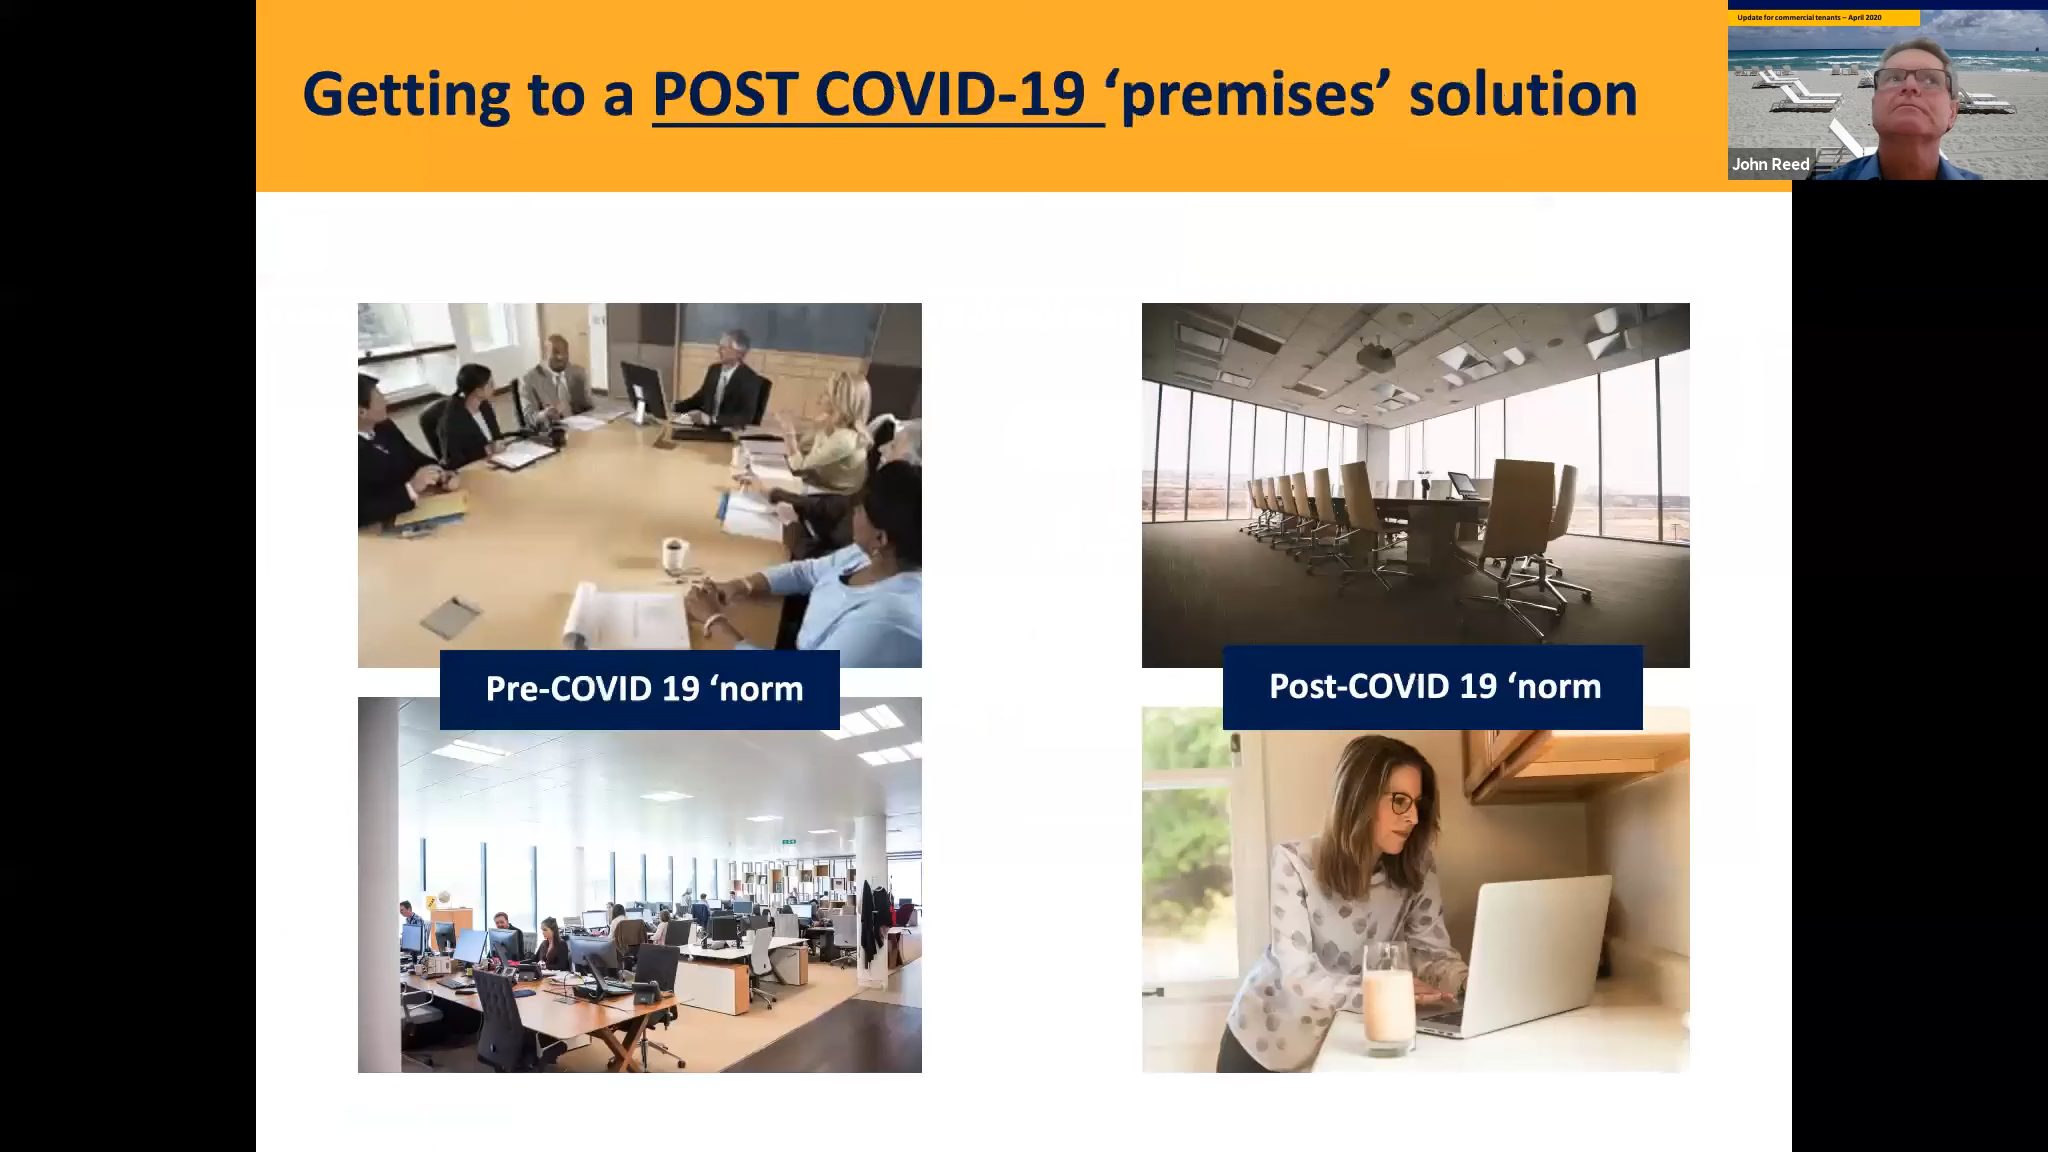 Getting to a POST COVID-19 ‘premises’ solution
Update for commercial tenants – April 2020
John Reed
Pre-COVID 19 ‘norm
Post-COVID 19 ‘norm